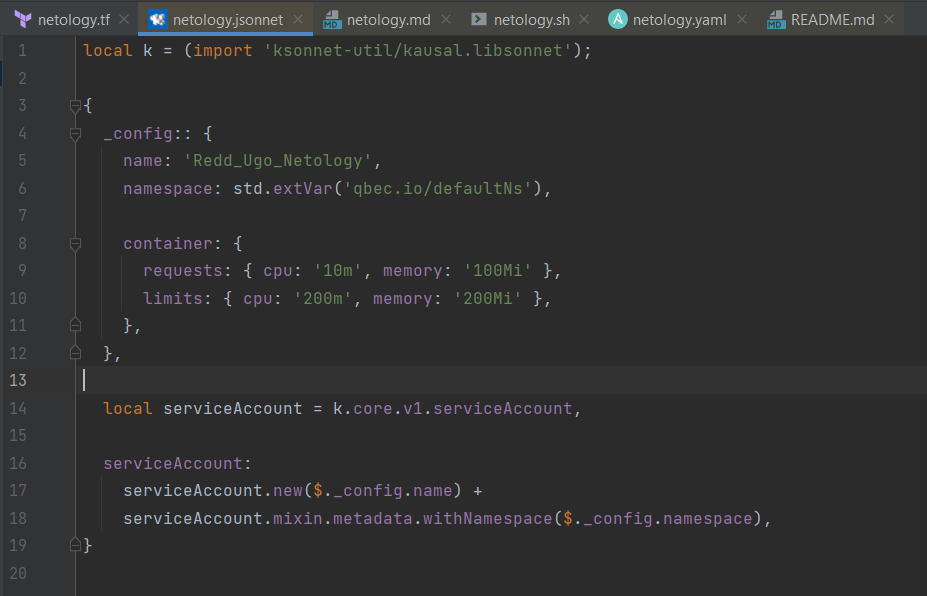 netology.tf netology.jsonnet netology.md netology.sh netology.yaml README.md
1 local k = (import 'ksonnet-util/kausal.libsonnet');
2
3 {
4   _config:: {
5     name: 'Redd_Ugo_Netology',
6     namespace: std.extVar('qbec.io/defaultNs'),
7
8     container: {
9       requests: { cpu: '10m', memory: '100Mi' },
10       limits: { cpu: '200m', memory: '200Mi' },
11     },
12   },
13
14   local serviceAccount = k.core.v1.serviceAccount,
15
16   serviceAccount:
17     serviceAccount.new($._config.name) +
18     serviceAccount.mixin.metadata.withNamespace($._config.namespace),
19 }
20